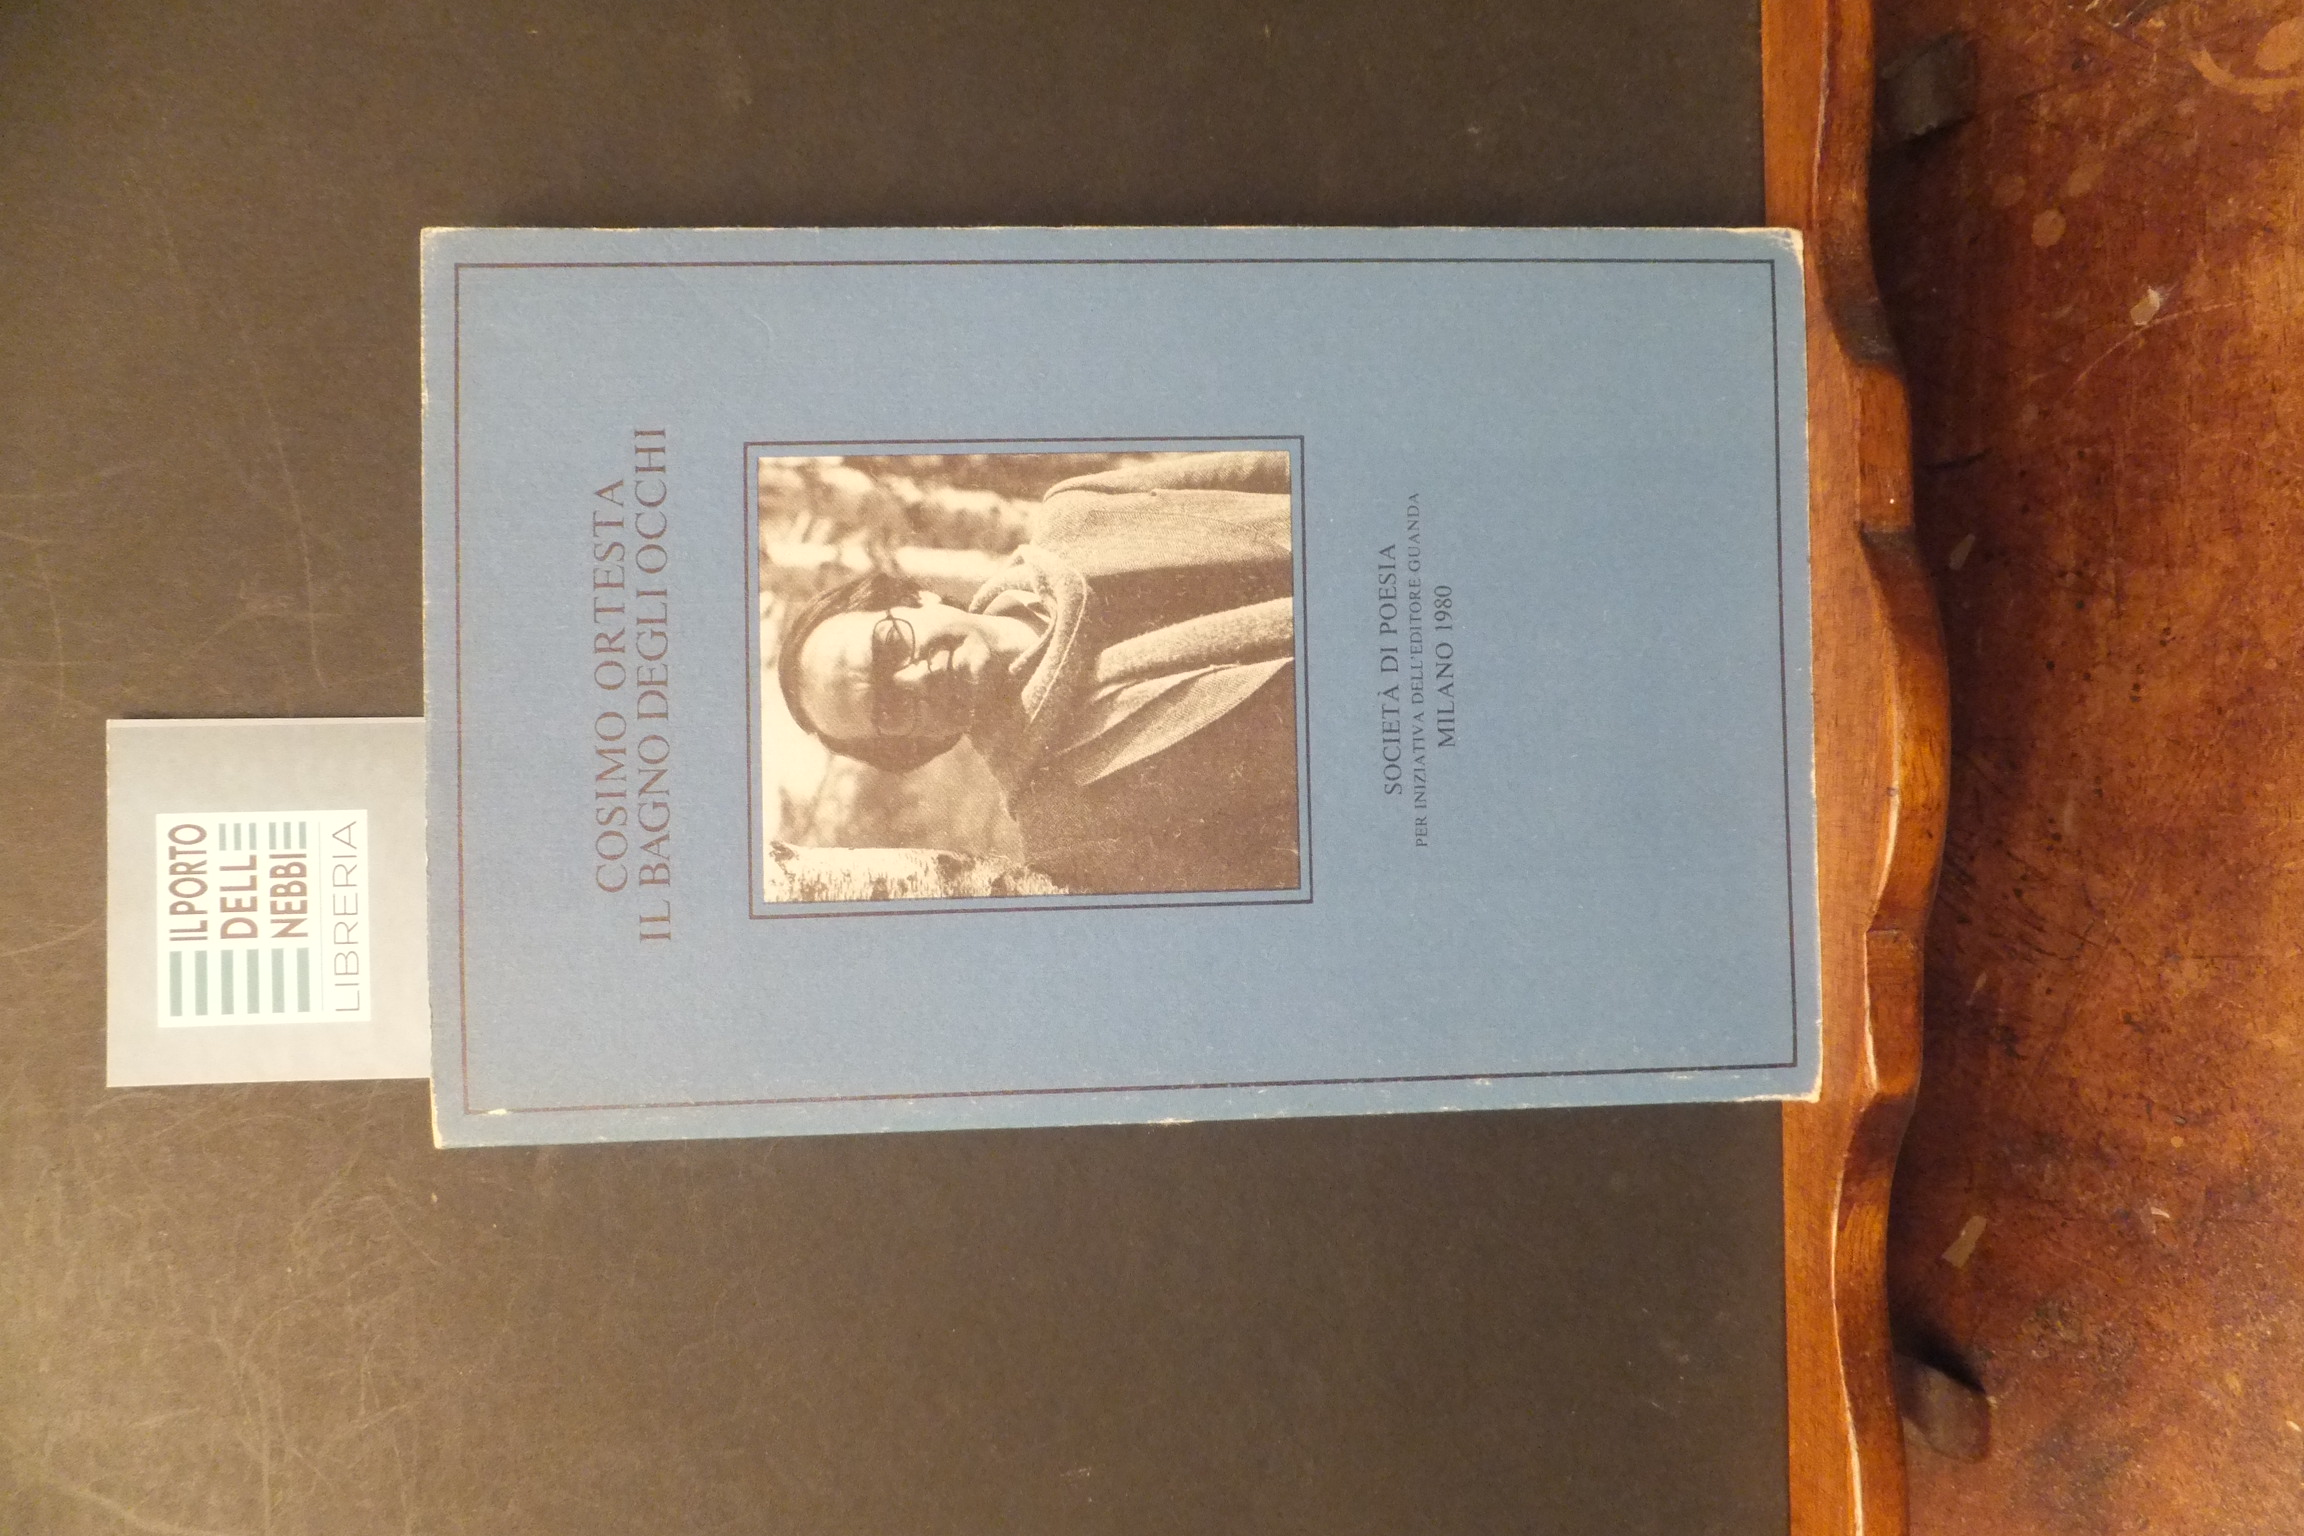 IL PORTO
DELL
NEBBI
LIBRERIA
COSIMO ORTESTA
IL BAGNO DEGLI OCCHI
SOCIETÀ DI POESIA
PER INIZIATIVA DELL'EDITORE GUANDA
MILANO 1980